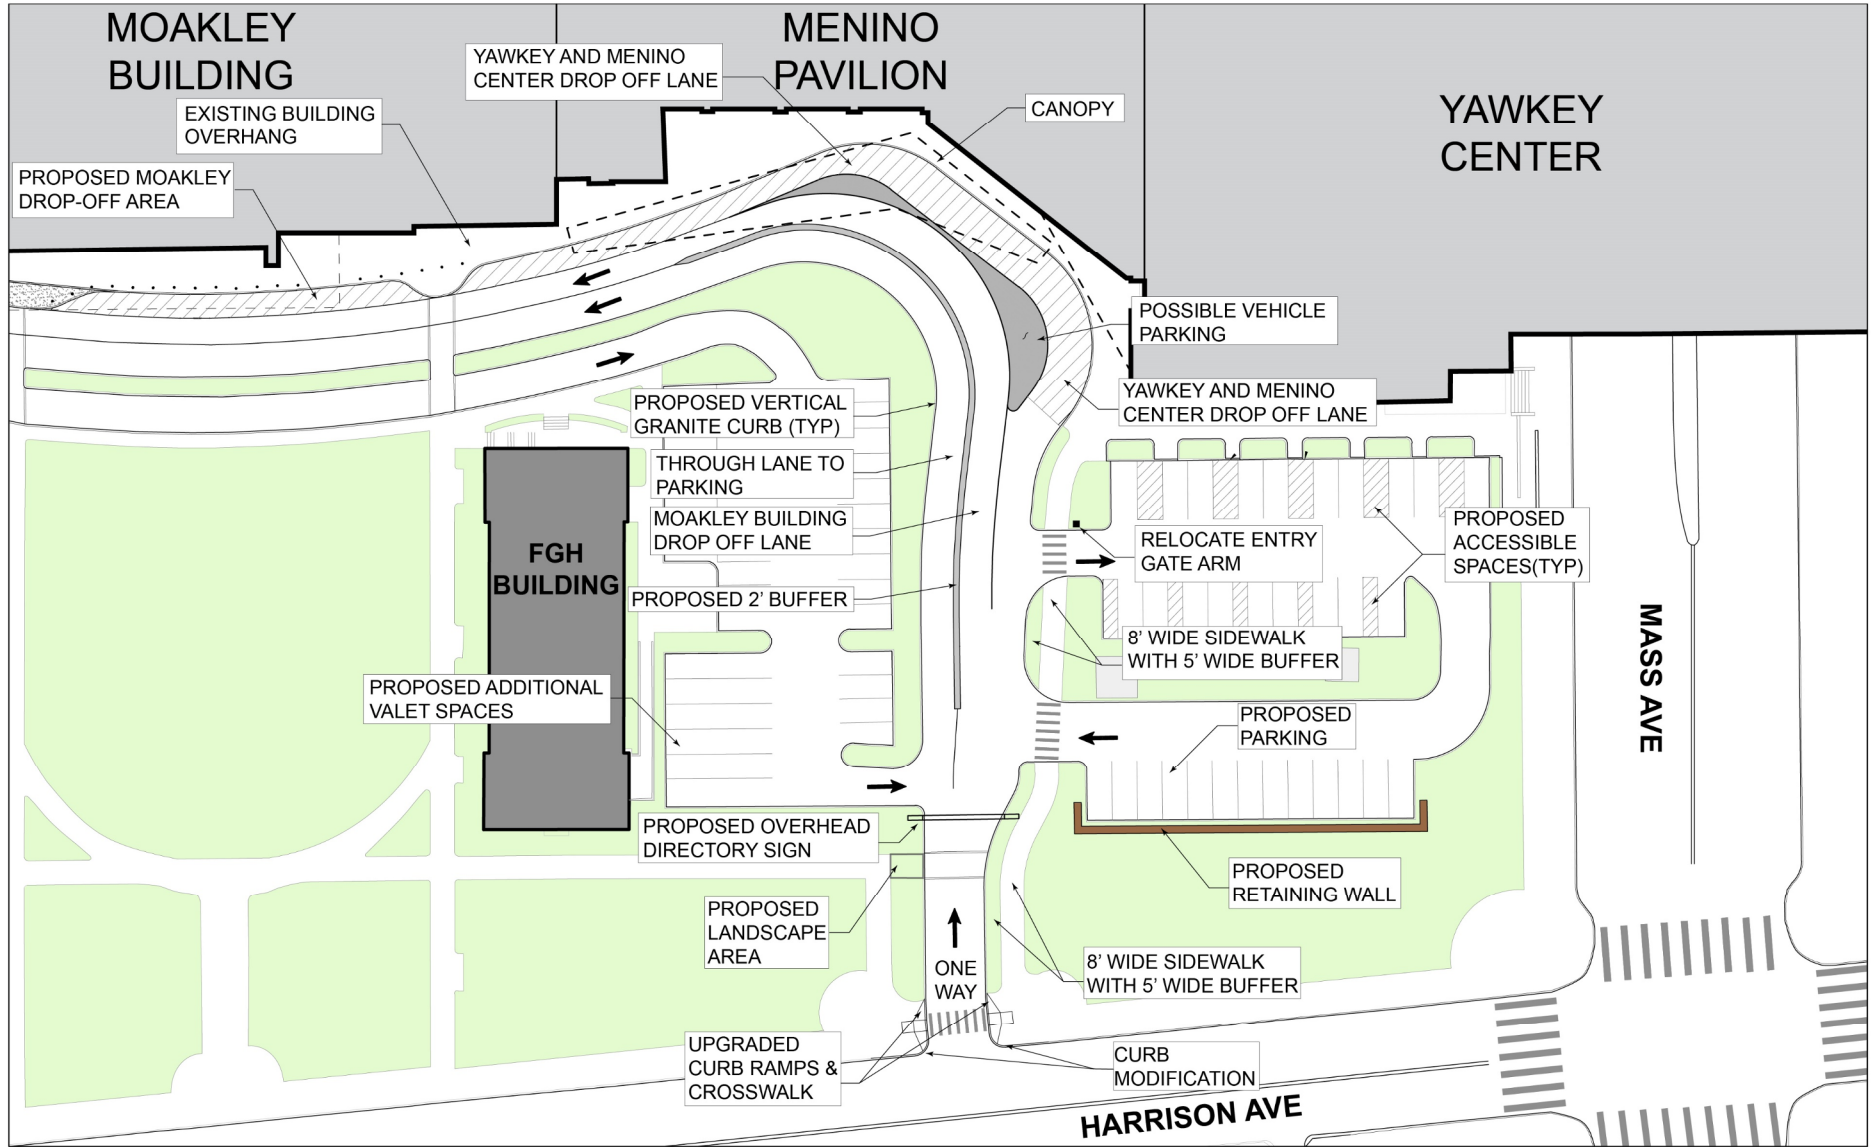 MOAKLEY
BUILDING
MENINO
PAVILION
YAWKEY AND MENINO
CENTER DROP OFF LANE
CANOPY
YAWKEY
CENTER
EXISTING BUILDING
OVERHANG
PROPOSED MOAKLEY
DROP-OFF AREA
POSSIBLE VEHICLE
PARKING
YAWKEY AND MENINO
CENTER DROP OFF LANE
PROPOSED VERTICAL
GRANITE CURB (TYP)
THROUGH LANE TO
PARKING
MOAKLEY BUILDING
DROP OFF LANE
RELOCATE ENTRY
GATE ARM
PROPOSED
ACCESSIBLE
SPACES(TYP)
FGH
BUILDING
PROPOSED 2' BUFFER
8' WIDE SIDEWALK
WITH 5' WIDE BUFFER
MASS AVE
PROPOSED ADDITIONAL
VALET SPACES
PROPOSED
PARKING
PROPOSED OVERHEAD
DIRECTORY SIGN
PROPOSED
RETAINING WALL
PROPOSED
LANDSCAPE
AREA
ONE
WAY
8' WIDE SIDEWALK
WITH 5' WIDE BUFFER
UPGRADED
CURB RAMPS &
CROSSWALK
CURB
MODIFICATION
HARRISON AVE